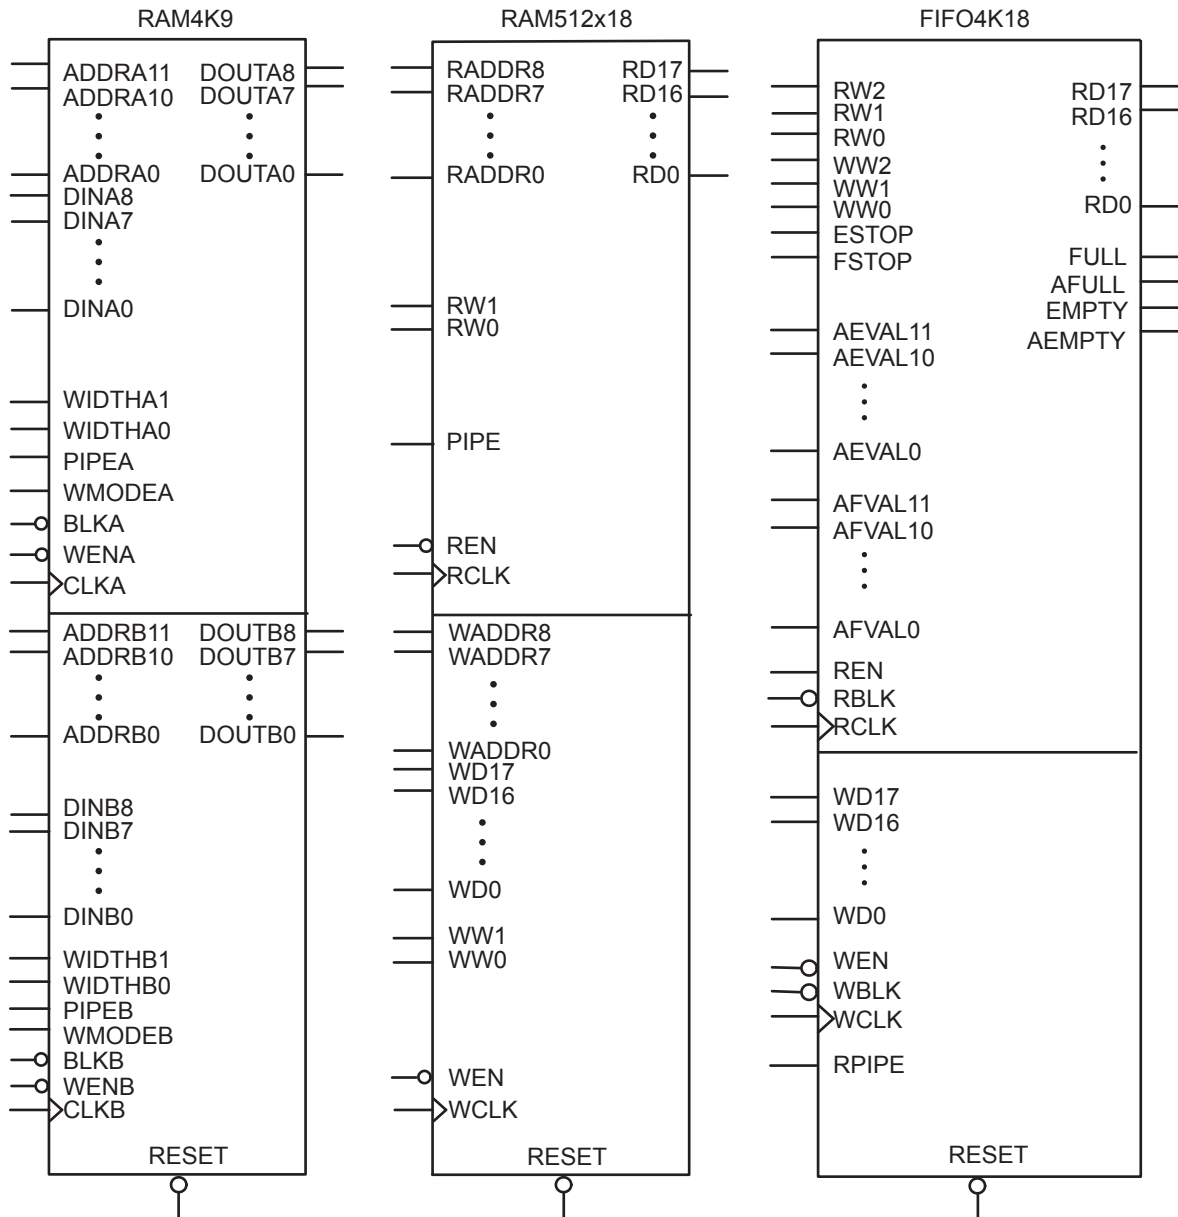 RAM4K9
ADDRA11 DOUTA8
ADDRA10 DOUTA7
ADDRA0 DOUTA0
DINA8
DINA7
DINA0
WIDTHA1
WIDTHA0
PIPEA
WMODEA
BLKA
WENA
CLKA
ADDRB11 DOUTB8
ADDRB10 DOUTB7
ADDRB0 DOUTB0
DINB8
DINB7
DINB0
WIDTHB1
WIDTHB0
PIPEB
WMODEB
BLKB
WENB
CLKB
RESET
RAM512x18
RADDR8 RD17
RADDR7 RD16
RADDR0 RD0
RW1
RW0
PIPE
REN
RCLK
WADDR8
WADDR7
WADDR0
WD17
WD16
WD0
WW1
WW0
WEN
WCLK
RESET
FIFO4K18
RW2 RD17
RW1 RD16
RW0
WW2
WW1
WW0 RD0
ESTOP
FSTOP FULL
AFULL
EMPTY
AEVAL11 AEMPTY
AEVAL10
AEVAL0
AFVAL11
AFVAL10
AFVAL0
REN
RBLK
RCLK
WD17
WD16
WD0
WEN
WBLK
WCLK
RPIPE
RESET